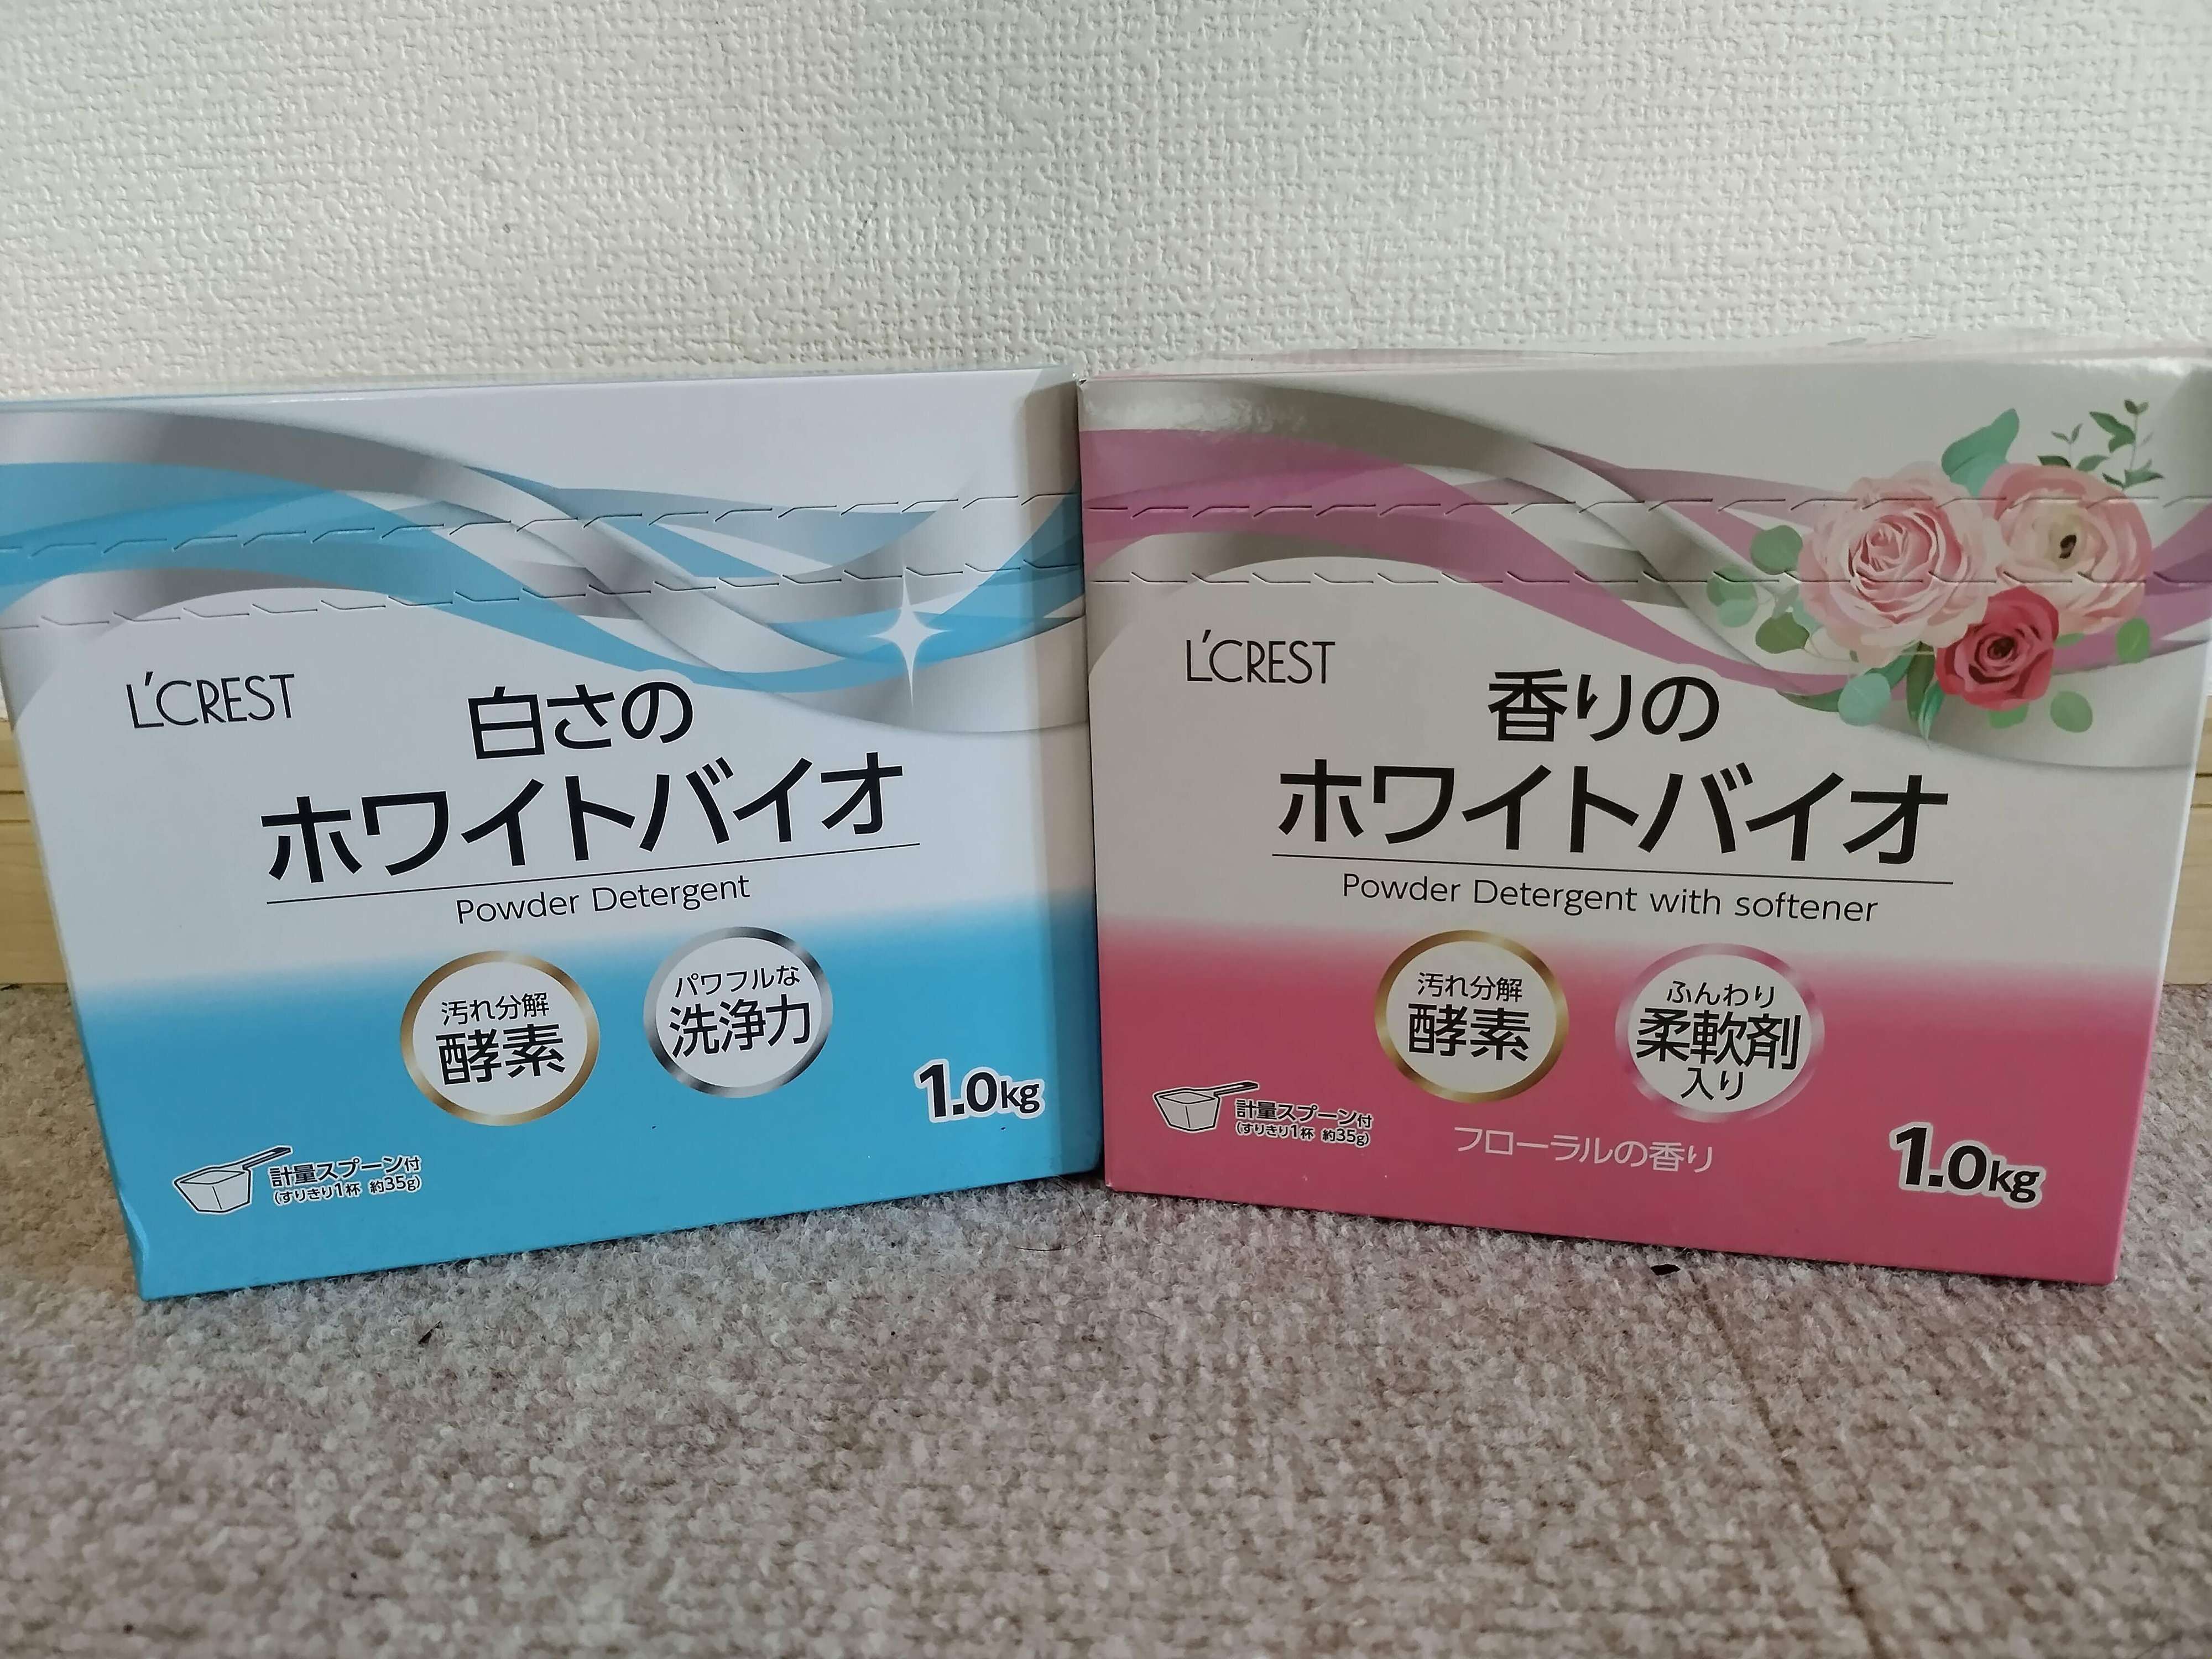 L'CREST
白さの
ホワイトバイオ
Powder Detergent
汚れ分解
酵素
パワフルな
洗浄力
1.0kg
計量スプーン付
(すりきり1杯 約35g)
L'CREST
香りの
ホワイトバイオ
Powder Detergent with softener
汚れ分解
酵素
ふんわり
柔軟剤
入り
計量スプーン付
(すりきり1杯 約35g)
フローラルの香り
1.0kg